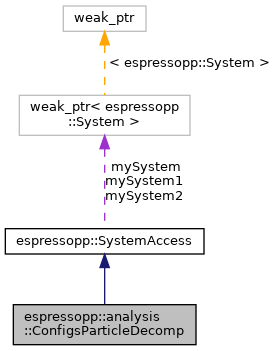 weak_ptr
< espressopp::System >
weak_ptr< espressopp
::System >
mySystem
mySystem1
mySystem2
espressopp::SystemAccess
espressopp::analysis
::ConfigsParticleDecomp